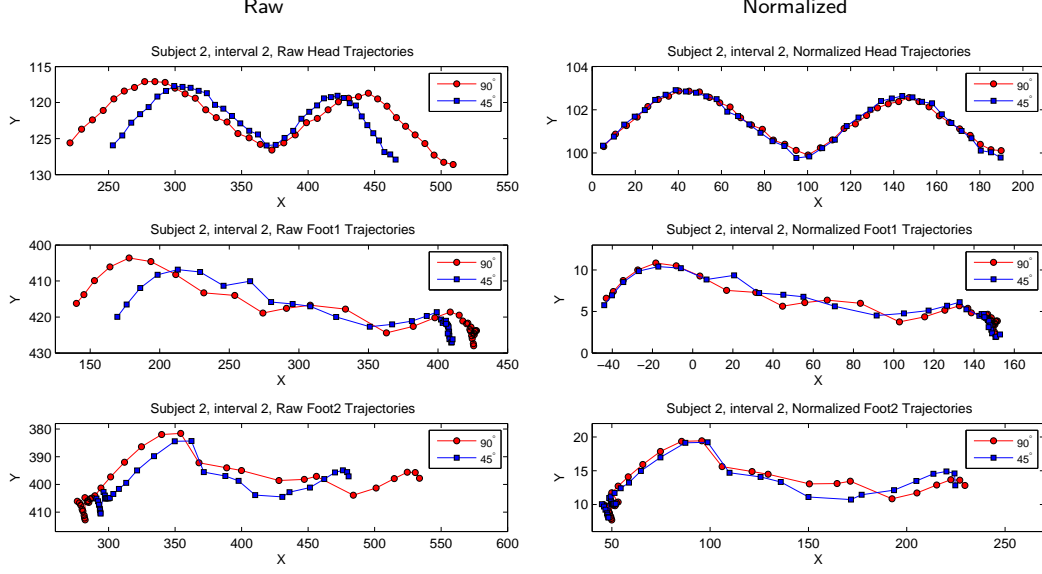 Raw
Normalized
Subject 2, interval 2, Raw Head Trajectories
115
120
125
130
Y
250 300 350 400 450 500 550
X
90°
45°
Subject 2, interval 2, Normalized Head Trajectories
104
102
100
Y
0 20 40 60 80 100 120 140 160 180 200
X
90°
45°
Subject 2, interval 2, Raw Foot1 Trajectories
400
410
420
430
Y
150 200 250 300 350 400 450
X
90°
45°
Subject 2, interval 2, Normalized Foot1 Trajectories
10
5
0
Y
−40 −20 0 20 40 60 80 100 120 140 160
X
90°
45°
Subject 2, interval 2, Raw Foot2 Trajectories
380
390
400
410
Y
300 350 400 450 500 550 600
X
90°
45°
Subject 2, interval 2, Normalized Foot2 Trajectories
20
15
10
5
Y
50 100 150 200 250
X
90°
45°